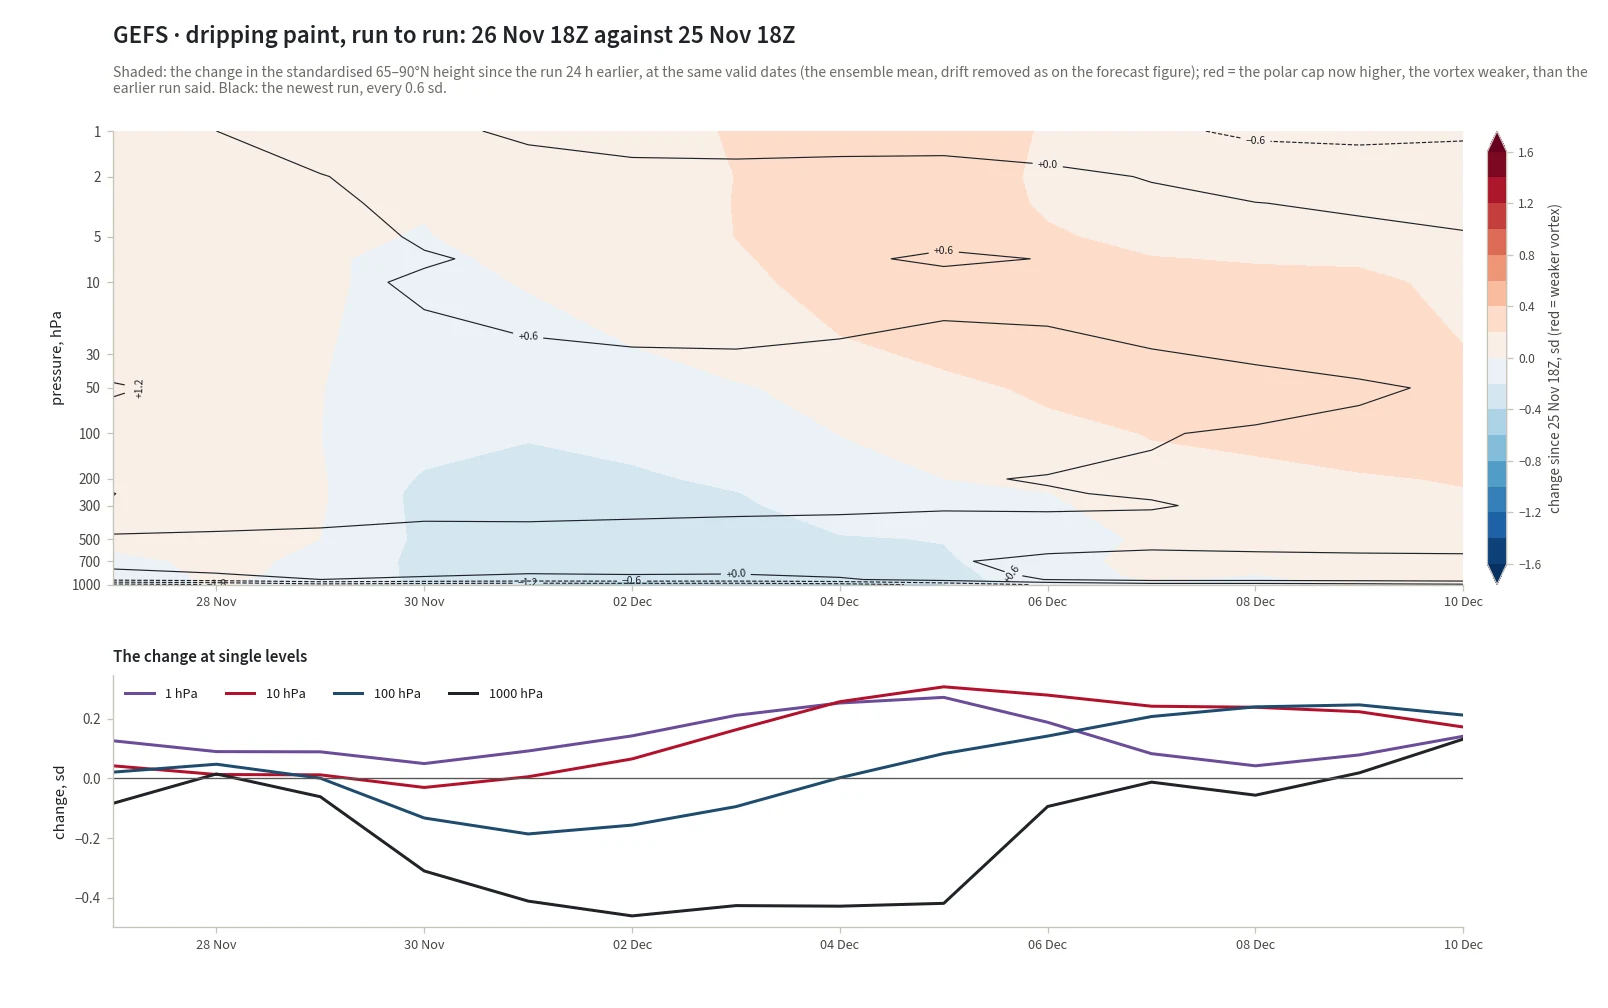 GEFS · dripping paint, run to run: 26 Nov 18Z against 25 Nov 18Z
Shaded: the change in the standardised 65–90°N height since the run 24 h earlier, at the same valid dates (the ensemble mean, drift removed as on the forecast figure); red = the polar cap now higher, the vortex weaker, than the
earlier run said. Black: the newest run, every 0.6 sd.
pressure, hPa
1
2
5
10
30
50
100
200
300
500
700
1000
−0.6
+0.0
+0.6
+0.6
+1.2
+0.0
+0.6
−0.6
−1.2
28 Nov
30 Nov
02 Dec
04 Dec
06 Dec
08 Dec
10 Dec
1.6
1.2
0.8
0.4
0.0
−0.4
−0.8
−1.2
−1.6
change since 25 Nov 18Z, sd (red = weaker vortex)
The change at single levels
1 hPa
10 hPa
100 hPa
1000 hPa
change, sd
0.2
0.0
−0.2
−0.4
28 Nov
30 Nov
02 Dec
04 Dec
06 Dec
08 Dec
10 Dec